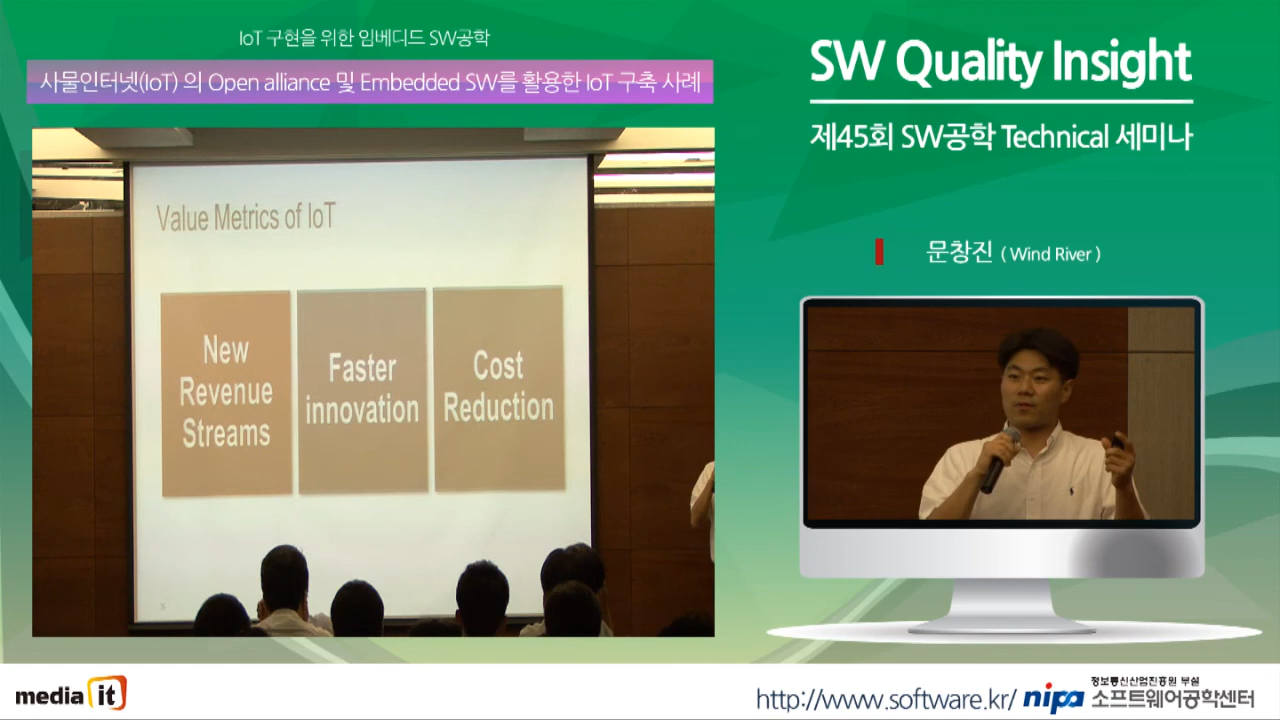 IoT 구현을 위한 임베디드 SW공학
사물인터넷(IoT) 의 Open alliance 및 Embedded SW를 활용한 IoT 구축 사례
SW Quality Insight
제45회 SW공학 Technical 세미나
문창진 ( Wind River )
Value Metrics of IoT
New
Revenue
Streams
Faster
innovation
Cost
Reduction
media it
http://www.software.kr/
nipa
정보통신산업진흥원 부설
소프트웨어공학센터